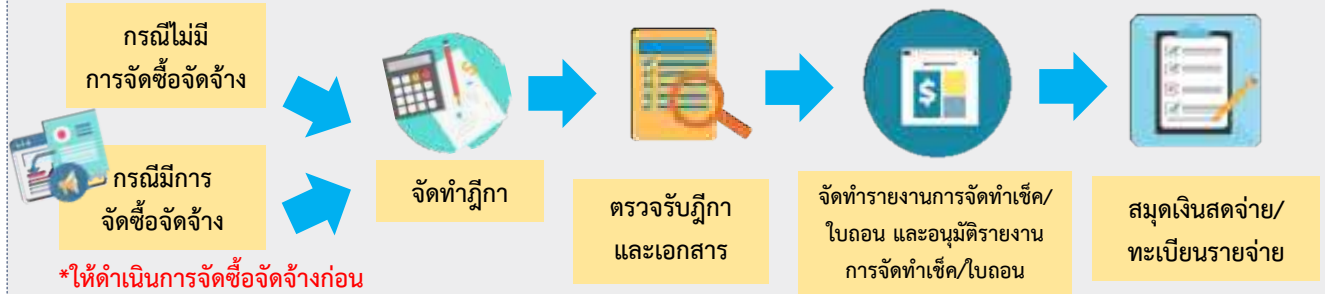 กรณีไม่มี
การจัดซื้อจัดจ้าง
กรณีมีการ
จัดซื้อจัดจ้าง
*ให้ดำเนินการจัดซื้อจัดจ้างก่อน
จัดทำฎีกา
ตรวจรับฎีกา
และเอกสาร
จัดทำรายงานการจัดทำเช็ค/
ใบถอน และอนุมัติรายงาน
การจัดทำเช็ค/ใบถอน
สมุดเงินสดจ่าย/
ทะเบียนรายจ่าย